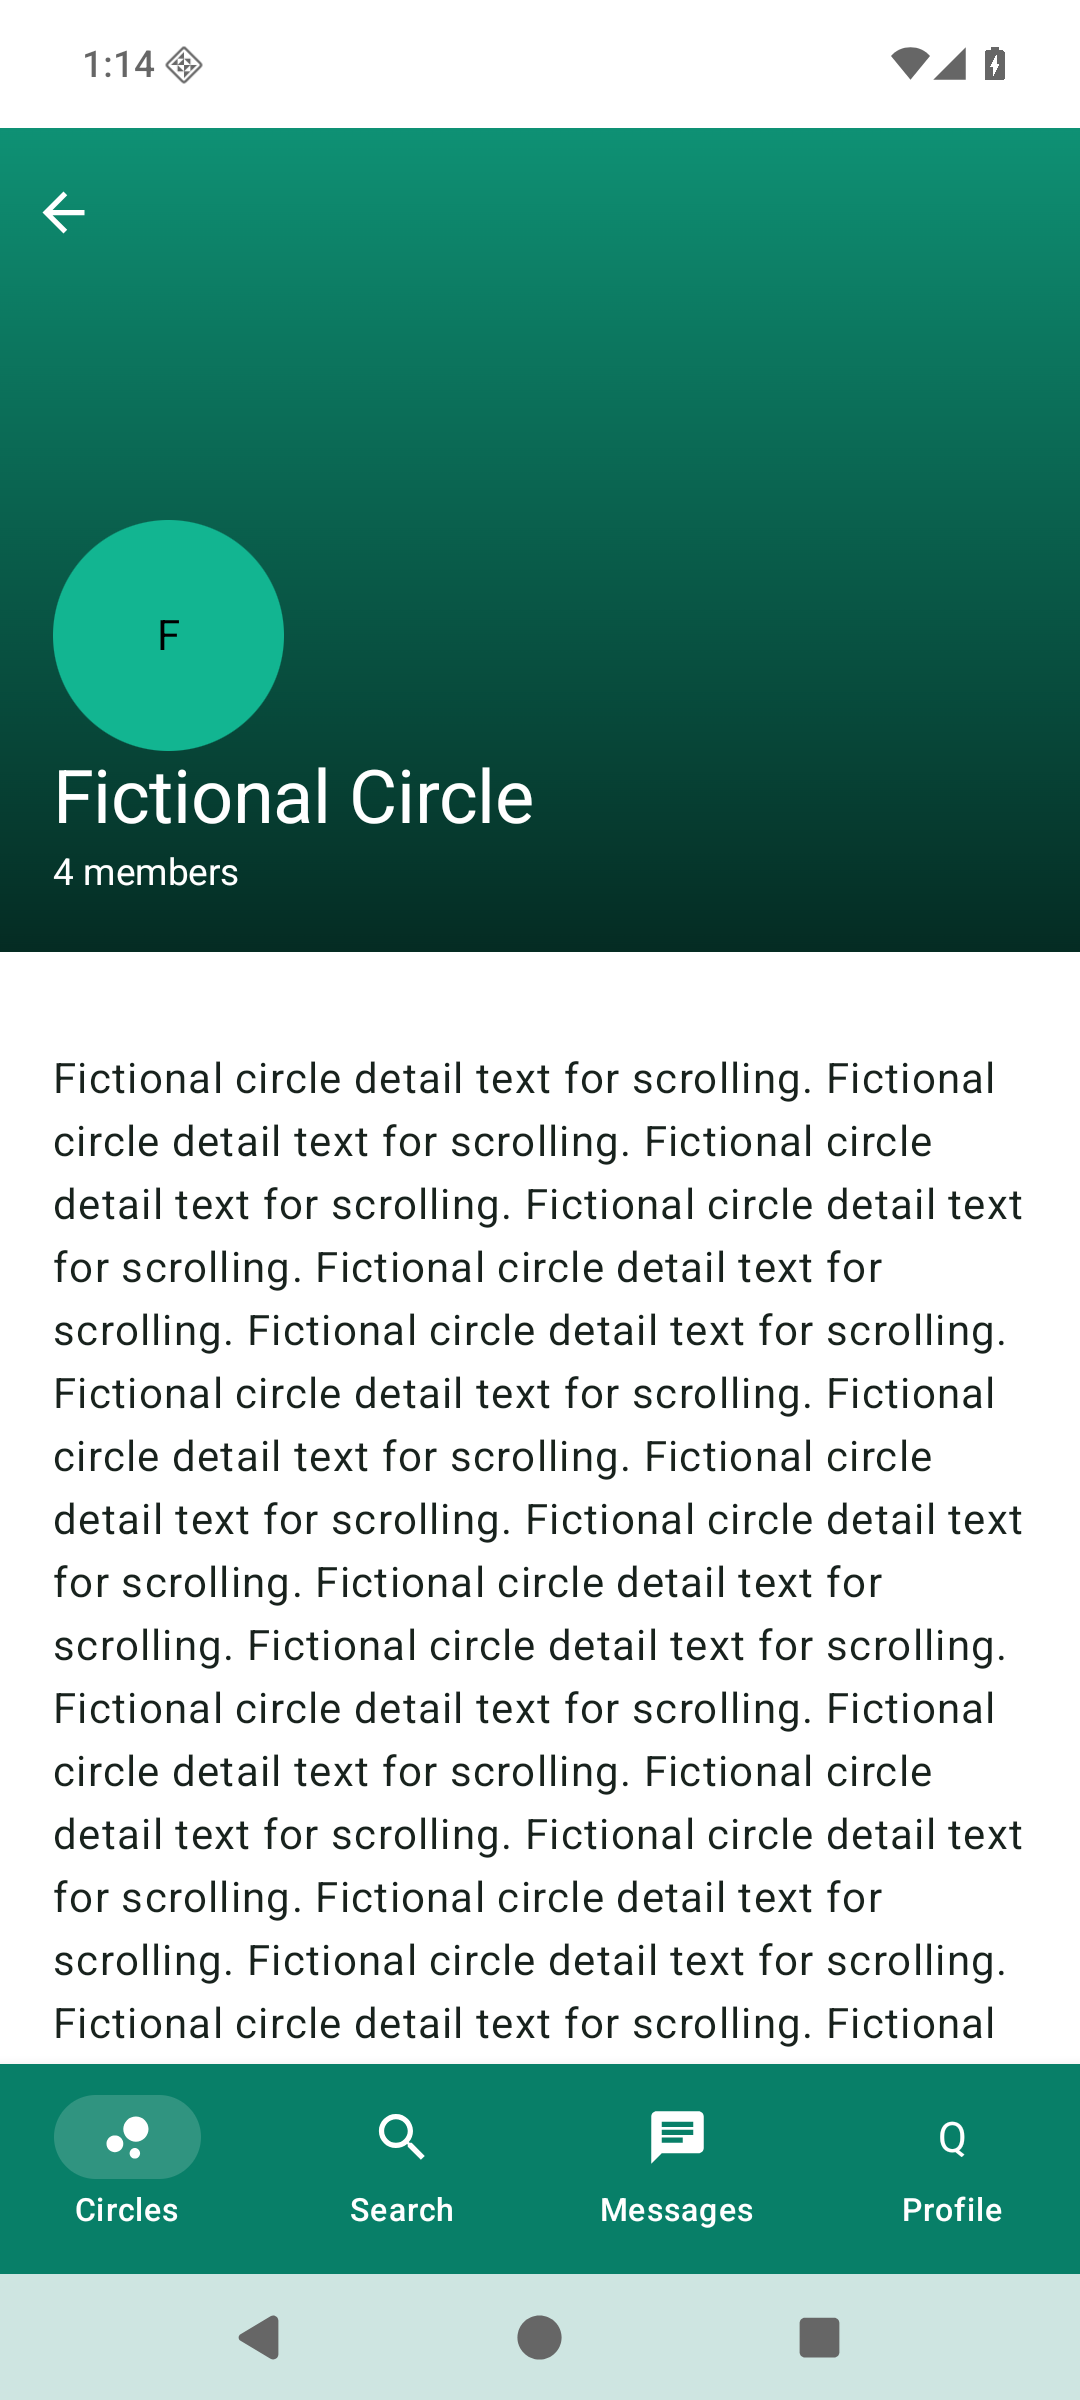 1:14
F
Fictional Circle
4 members
Fictional circle detail text for scrolling. Fictional
circle detail text for scrolling. Fictional circle
detail text for scrolling. Fictional circle detail text
for scrolling. Fictional circle detail text for
scrolling. Fictional circle detail text for scrolling.
Fictional circle detail text for scrolling. Fictional
circle detail text for scrolling. Fictional circle
detail text for scrolling. Fictional circle detail text
for scrolling. Fictional circle detail text for
scrolling. Fictional circle detail text for scrolling.
Fictional circle detail text for scrolling. Fictional
circle detail text for scrolling. Fictional circle
detail text for scrolling. Fictional circle detail text
for scrolling. Fictional circle detail text for
scrolling. Fictional circle detail text for scrolling.
Fictional circle detail text for scrolling. Fictional
Q
Circles Search Messages Profile